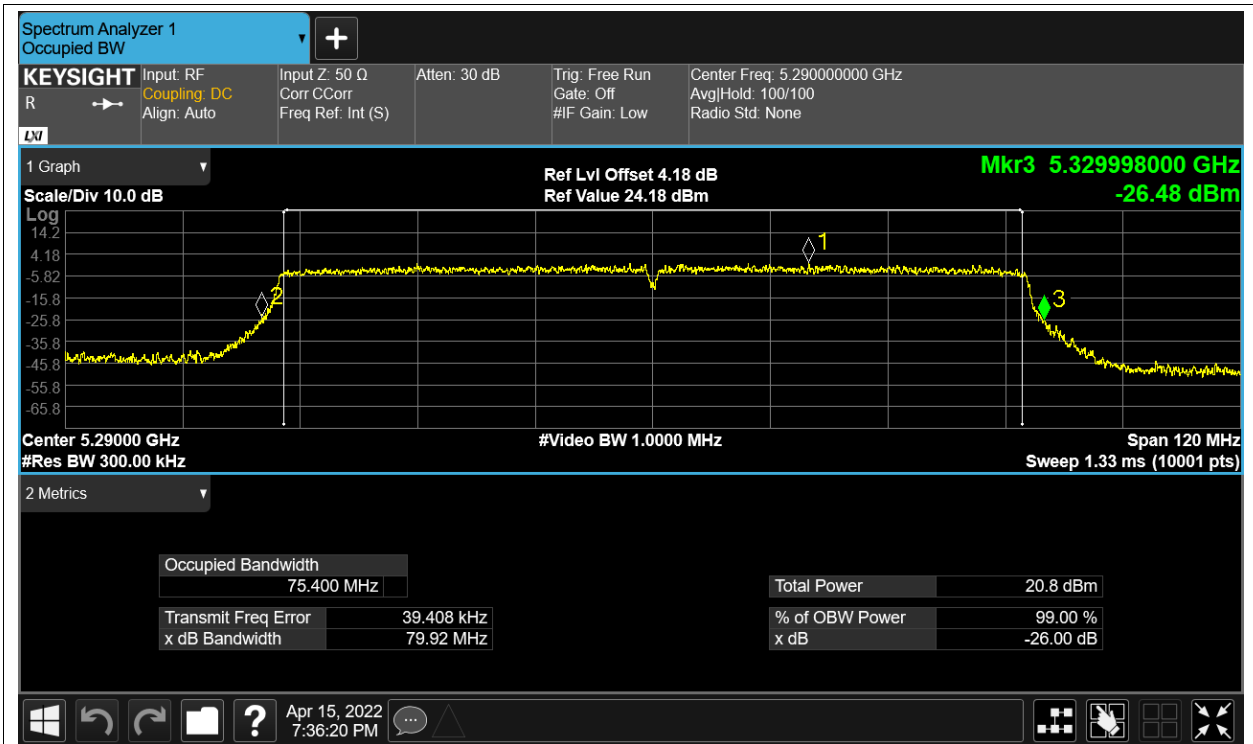 Spectrum Analyzer 1
Occupied BW
KEYSIGHT
R
LXI
Input: RF
Coupling: DC
Align: Auto
Input Z: 50 Ω
Corr CCorr
Freq Ref: Int (S)
Atten: 30 dB
Trig: Free Run
Gate: Off
#IF Gain: Low
Center Freq: 5.290000000 GHz
Avg|Hold: 100/100
Radio Std: None
1 Graph
Scale/Div 10.0 dB
Ref Lvl Offset 4.18 dB
Ref Value 24.18 dBm
Mkr3 5.329998000 GHz
-26.48 dBm
Log
14.2
4.18
-5.82
-15.8
-25.8
-35.8
-45.8
-55.8
-65.8
1
2
3
Center 5.29000 GHz
#Video BW 1.0000 MHz
Span 120 MHz
#Res BW 300.00 kHz
Sweep 1.33 ms (10001 pts)
2 Metrics
Occupied Bandwidth
75.400 MHz
Total Power 20.8 dBm
Transmit Freq Error 39.408 kHz
% of OBW Power 99.00 %
x dB Bandwidth 79.92 MHz
x dB -26.00 dB
?
Apr 15, 2022
7:36:20 PM